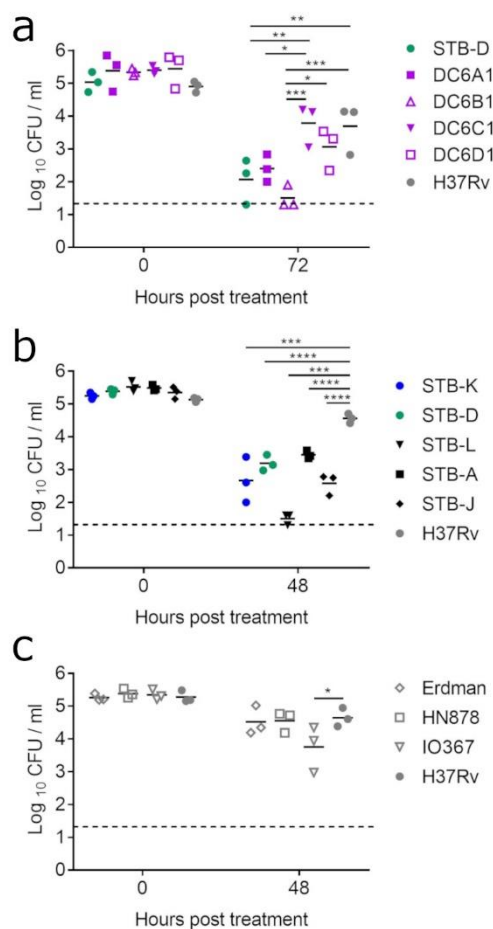 a
**
**
*
***
*
***
6
5
4
3
2
1
0
Log 10 CFU / ml
0
72
Hours post treatment
STB-D
DC6A1
DC6B1
DC6C1
DC6D1
H37Rv
b
***
****
***
****
****
6
5
4
3
2
1
0
Log 10 CFU / ml
0
48
Hours post treatment
STB-K
STB-D
STB-L
STB-A
STB-J
H37Rv
c
*
6
5
4
3
2
1
0
Log 10 CFU / ml
0
48
Hours post treatment
Erdman
HN878
IO367
H37Rv